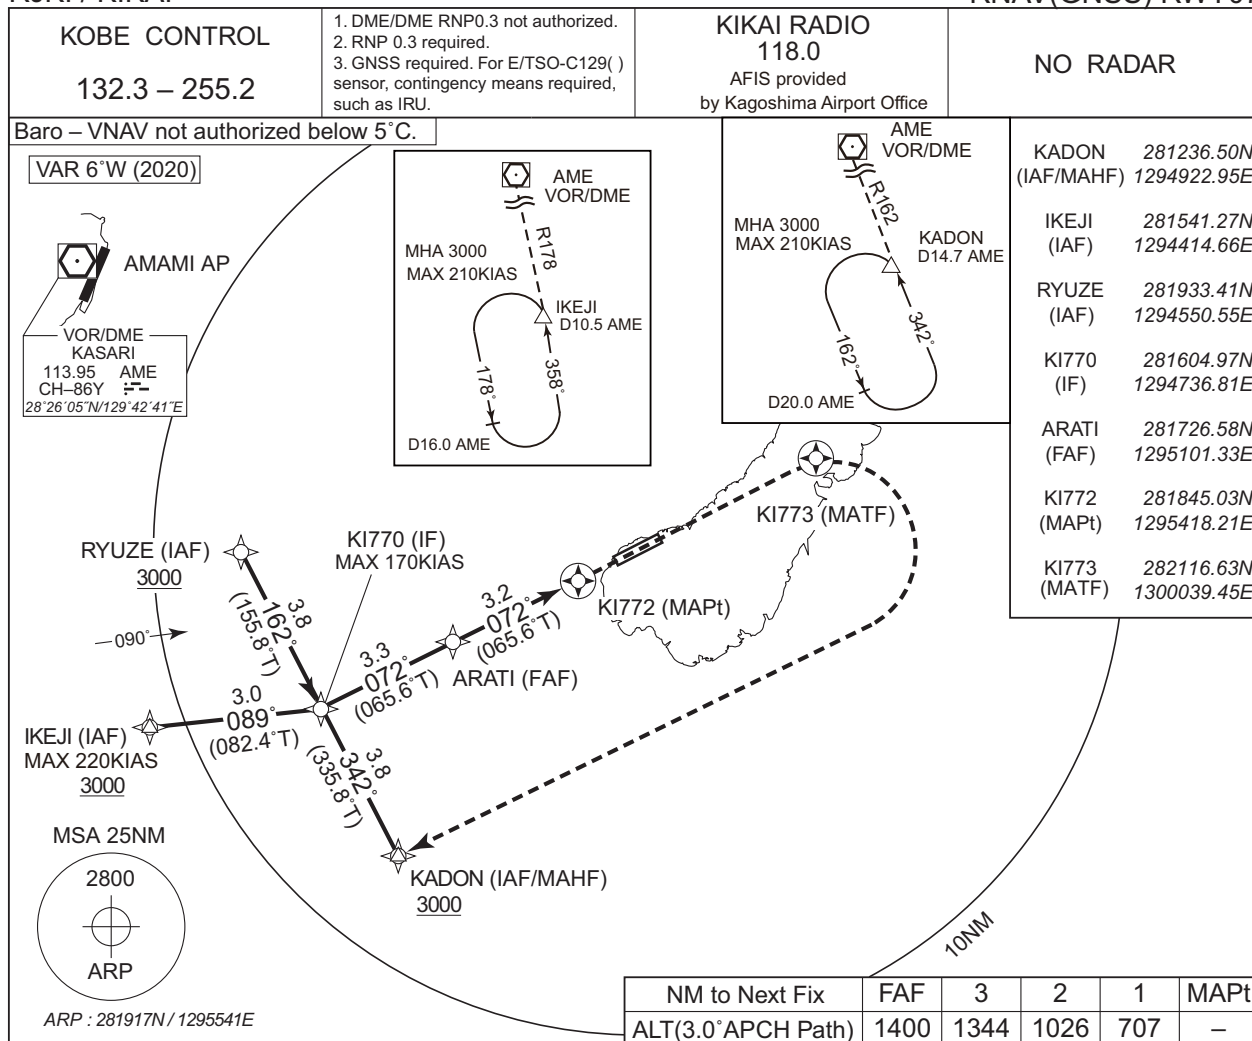 KOBE CONTROL
132.3 – 255.2
1. DME/DME RNP0.3 not authorized.
2. RNP 0.3 required.
3. GNSS required. For E/TSO-C129( )
sensor, contingency means required,
such as IRU.
KIKAI RADIO
118.0
AFIS provided
by Kagoshima Airport Office
NO RADAR
Baro – VNAV not authorized below 5˚C.
VAR 6˚W (2020)
AMAMI AP
VOR/DME
KASARI
113.95 AME
CH–86Y
28˚26´05˝N/129˚42´41˝E
AME
VOR/DME
R178
MHA 3000
MAX 210KIAS
IKEJI
D10.5 AME
178˚
358˚
D16.0 AME
AME
VOR/DME
R162
MHA 3000
MAX 210KIAS
KADON
D14.7 AME
162˚
342˚
D20.0 AME
KADON 281236.50N
(IAF/MAHF) 1294922.95E
IKEJI 281541.27N
(IAF) 1294414.66E
RYUZE 281933.41N
(IAF) 1294550.55E
KI770 281604.97N
(IF) 1294736.81E
ARATI 281726.58N
(FAF) 1295101.33E
KI772 281845.03N
(MAPt) 1295418.21E
KI773 282116.63N
(MATF) 1300039.45E
KI773 (MATF)
RYUZE (IAF)
3000
KI770 (IF)
MAX 170KIAS
3.8
162˚
(155.8˚T)
090˚
3.2
072˚
(065.6˚T)
KI772 (MAPt)
3.3
072˚
(065.6˚T)
ARATI (FAF)
3.0
089˚
(082.4˚T)
IKEJI (IAF)
MAX 220KIAS
3000
3.8
342˚
(335.8˚T)
KADON (IAF/MAHF)
3000
MSA 25NM
2800
ARP
ARP : 281917N / 1295541E
10NM
NM to Next Fix FAF 3 2 1 MAPt
ALT(3.0˚APCH Path) 1400 1344 1026 707 –